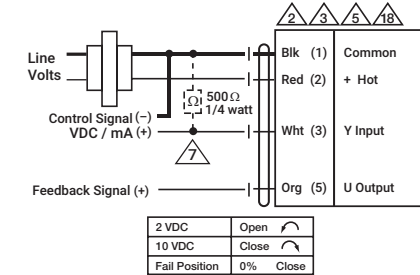 2 3 5 18
Line
Volts
Blk (1) Common
Red (2) + Hot
Ω 500Ω
1/4 watt
Control Signal (−)
VDC / mA (+)
Wht (3) Y Input
7
Feedback Signal (+)
Org (5) U Output
2 VDC Open
10 VDC Close
Fail Position 0% Close